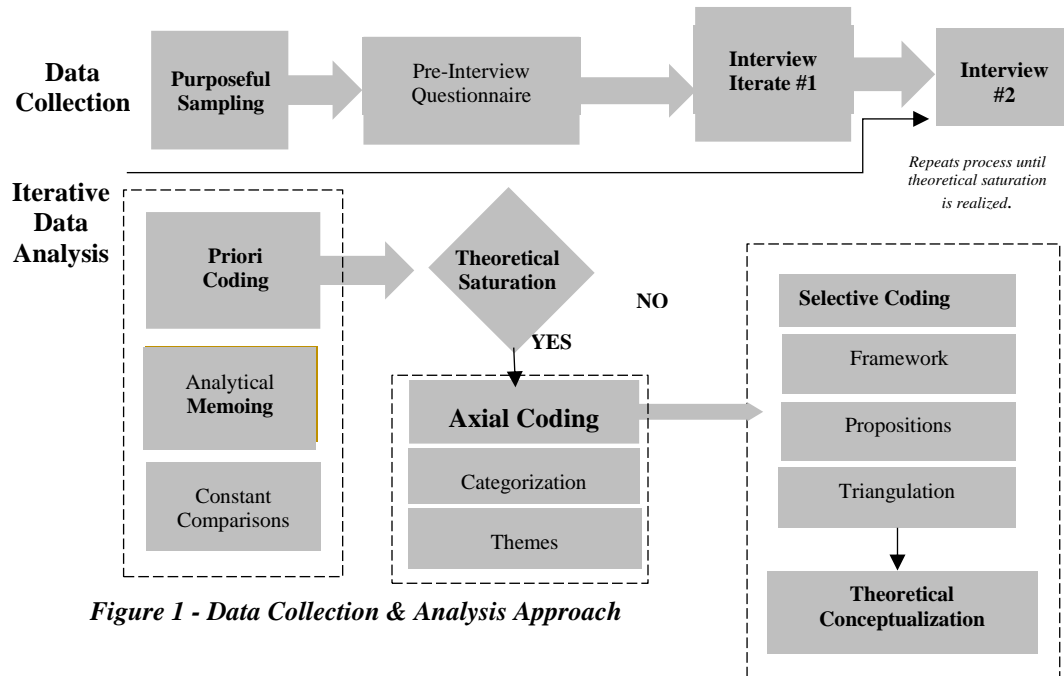 Data
Collection
Purposeful
Sampling
Pre-Interview
Questionnaire
Interview
Iterate #1
Interview
#2
Repeats process until
theoretical saturation
is realized.
Iterative
Data
Analysis
Priori
Coding
Theoretical
Saturation
NO
YES
Analytical
Memoing
Constant
Comparisons
Axial Coding
Categorization
Themes
Selective Coding
Framework
Propositions
Triangulation
Theoretical
Conceptualization
Figure 1 - Data Collection & Analysis Approach